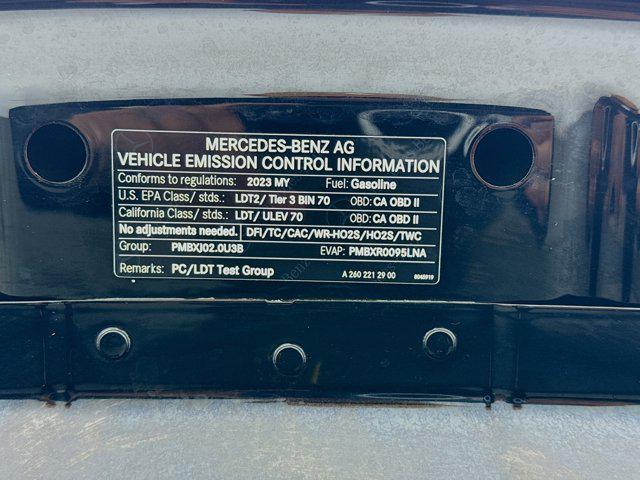 MERCEDES-BENZ AG
VEHICLE EMISSION CONTROL INFORMATION
Conforms to regulations: 2023 MY Fuel: Gasoline
U.S. EPA Class/ stds.: LDT2/ Tier 3 BIN 70 OBD: CA OBD II
California Class/ stds.: LDT/ ULEV 70 OBD: CA OBD II
No adjustments needed. DFI/TC/CAC/WR-HO2S/HO2S/TWC
Group: PMBXJ02.0U3B EVAP: PMBXR0095LNA
Remarks: PC/LDT Test Group A 260 221 29 00 8045919